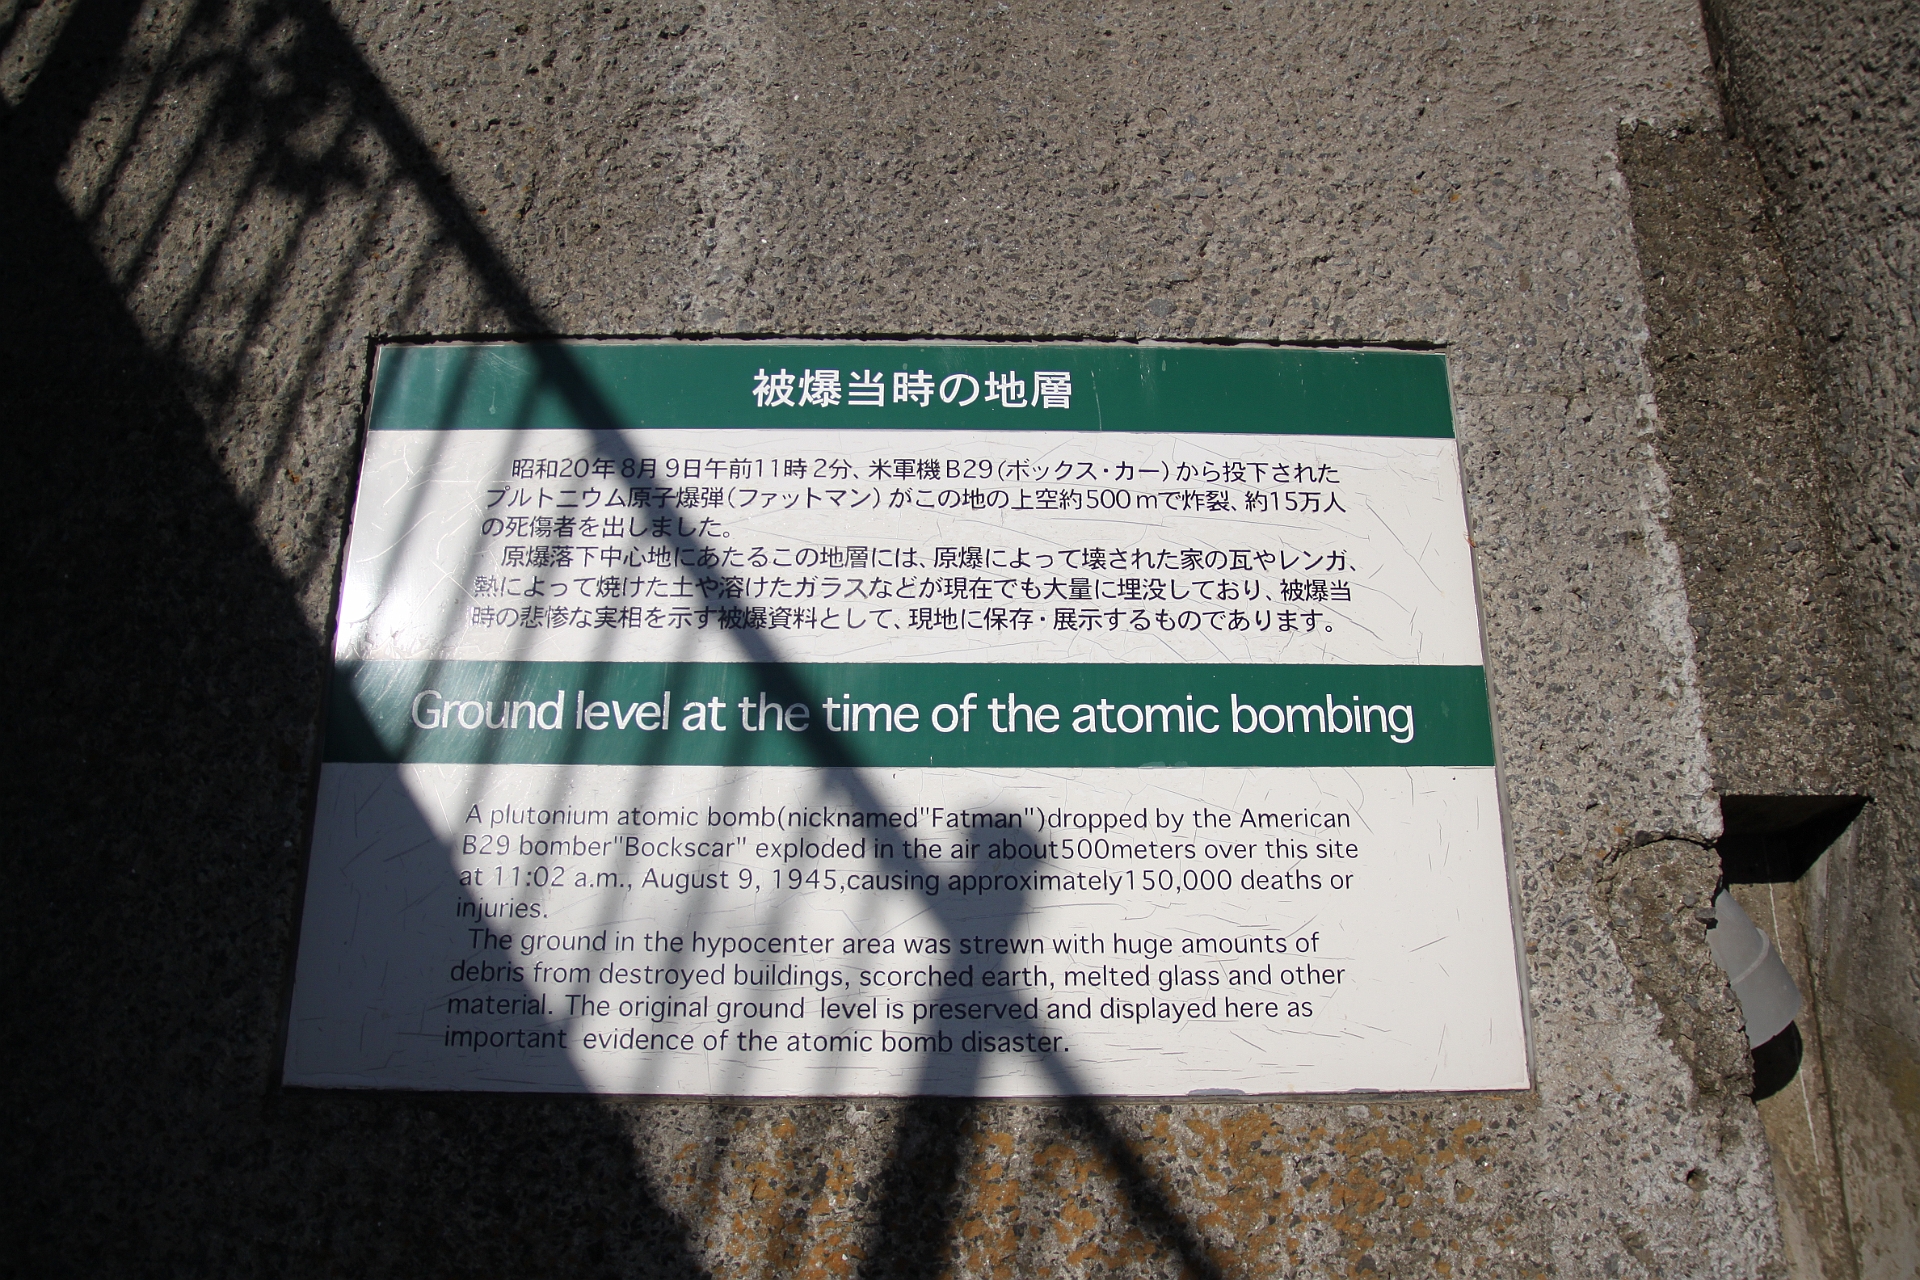 被爆当時の地層
昭和20年8月9日午前11時2分、米軍機B29(ボックス・カー)から投下された
プルトニウム原子爆弾(ファットマン)がこの地の上空約500mで炸裂、約15万人
の死傷者を出しました。
原爆落下中心地にあたるこの地層には、原爆によって壊された家の瓦やレンガ、
熱によって焼けた土や溶けたガラスなどが現在でも大量に埋没しており、被爆当
時の悲惨な実相を示す被爆資料として、現地に保存・展示するものであります。
Ground level at the time of the atomic bombing
A plutonium atomic bomb(nicknamed"Fatman")dropped by the American
B29 bomber"Bockscar" exploded in the air about500meters over this site
at 11:02 a.m., August 9, 1945,causing approximately150,000 deaths or
injuries.
The ground in the hypocenter area was strewn with huge amounts of
debris from destroyed buildings, scorched earth, melted glass and other
material. The original ground level is preserved and displayed here as
important evidence of the atomic bomb disaster.